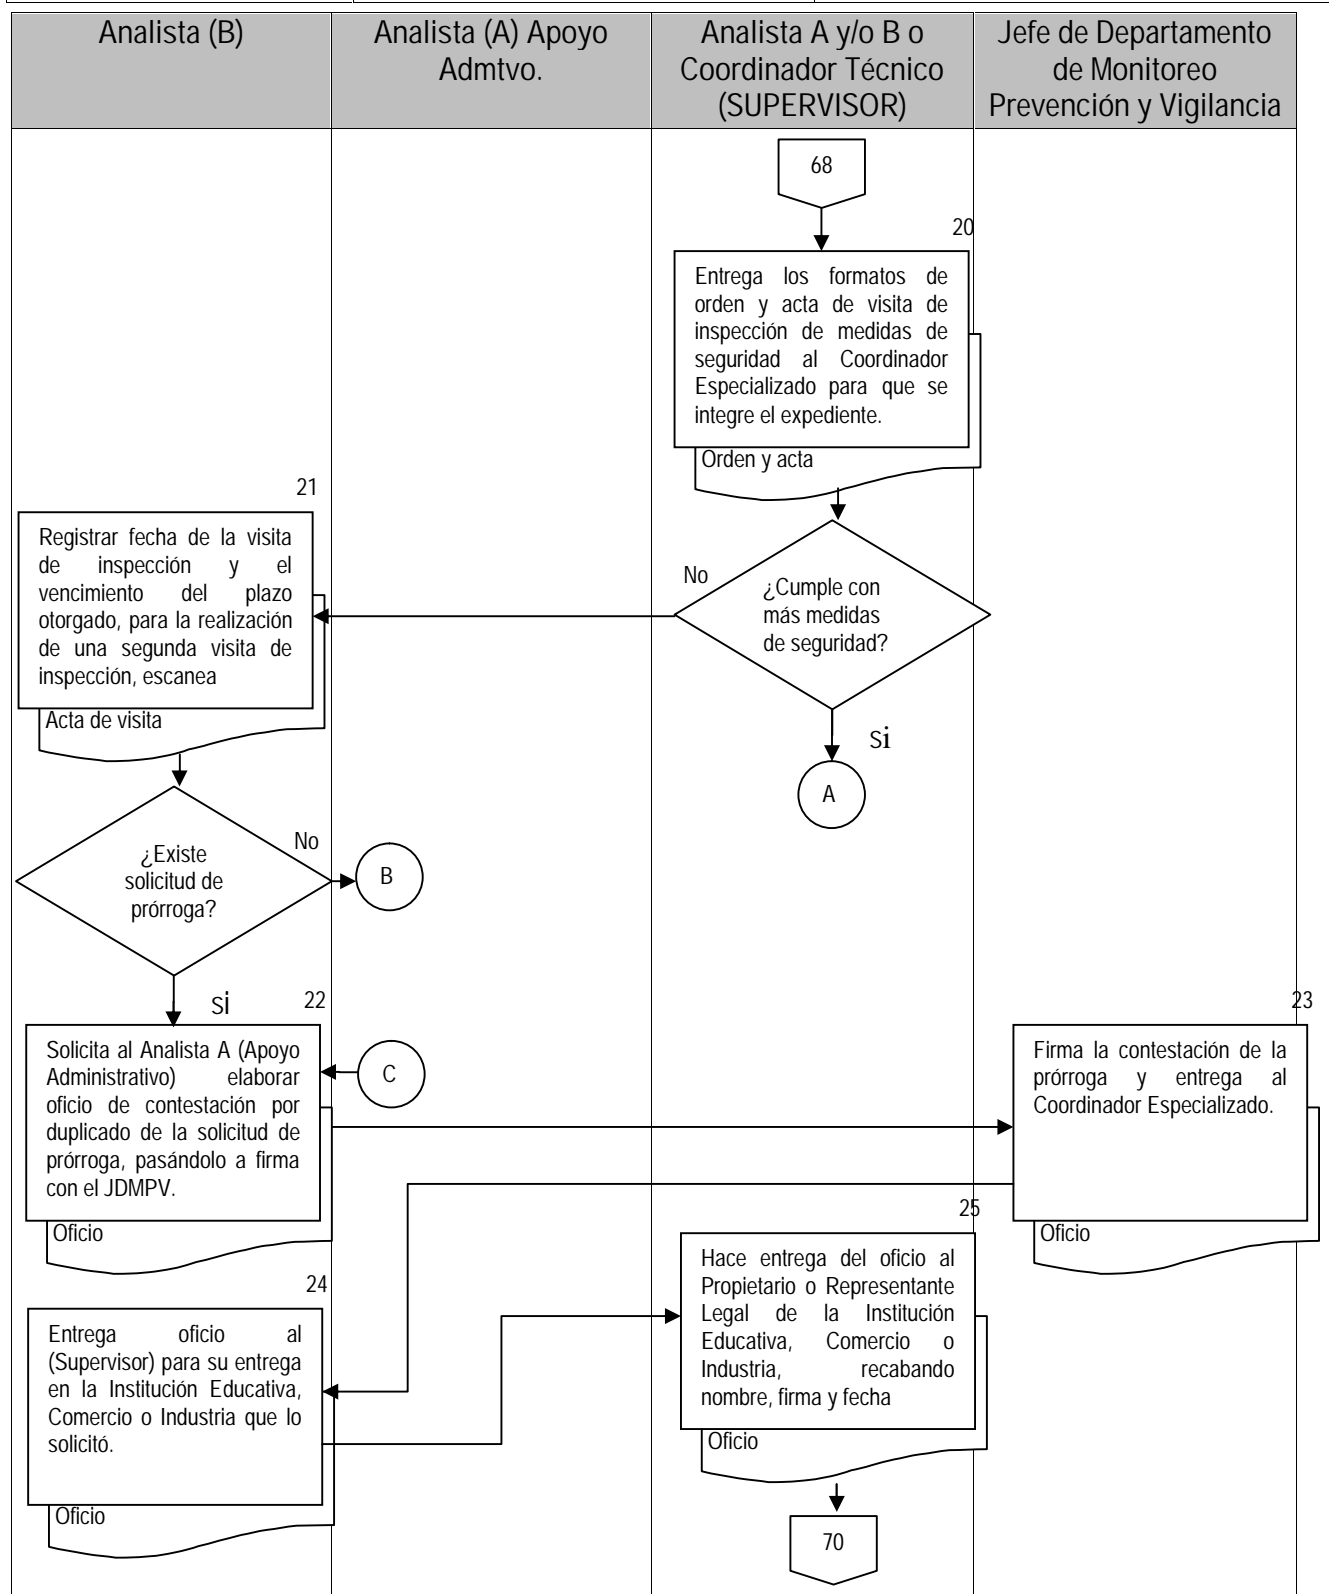 Analista (B)
Analista (A) Apoyo
Admtvo.
Analista A y/o B o
Coordinador Técnico
(SUPERVISOR)
Jefe de Departamento
de Monitoreo
Prevención y Vigilancia
68
20
Entrega los formatos de
orden y acta de visita de
inspección de medidas de
seguridad al Coordinador
Especializado para que se
integre el expediente.
Orden y acta
21
Registrar fecha de la visita
de inspección y el
vencimiento del plazo
otorgado, para la realización
de una segunda visita de
inspección, escanea
Acta de visita
No
¿Cumple con
más medidas
de seguridad?
si
A
¿Existe
solicitud de
prórroga?
No
B
si
22
Solicita al Analista A (Apoyo
Administrativo) elaborar
oficio de contestación por
duplicado de la solicitud de
prórroga, pasándolo a firma
con el JDMPV.
Oficio
C
23
Firma la contestación de la
prórroga y entrega al
Coordinador Especializado.
Oficio
24
Entrega oficio al
(Supervisor) para su entrega
en la Institución Educativa,
Comercio o Industria que lo
solicitó.
Oficio
25
Hace entrega del oficio al
Propietario o Representante
Legal de la Institución
Educativa, Comercio o
Industria, recabando
nombre, firma y fecha
Oficio
70